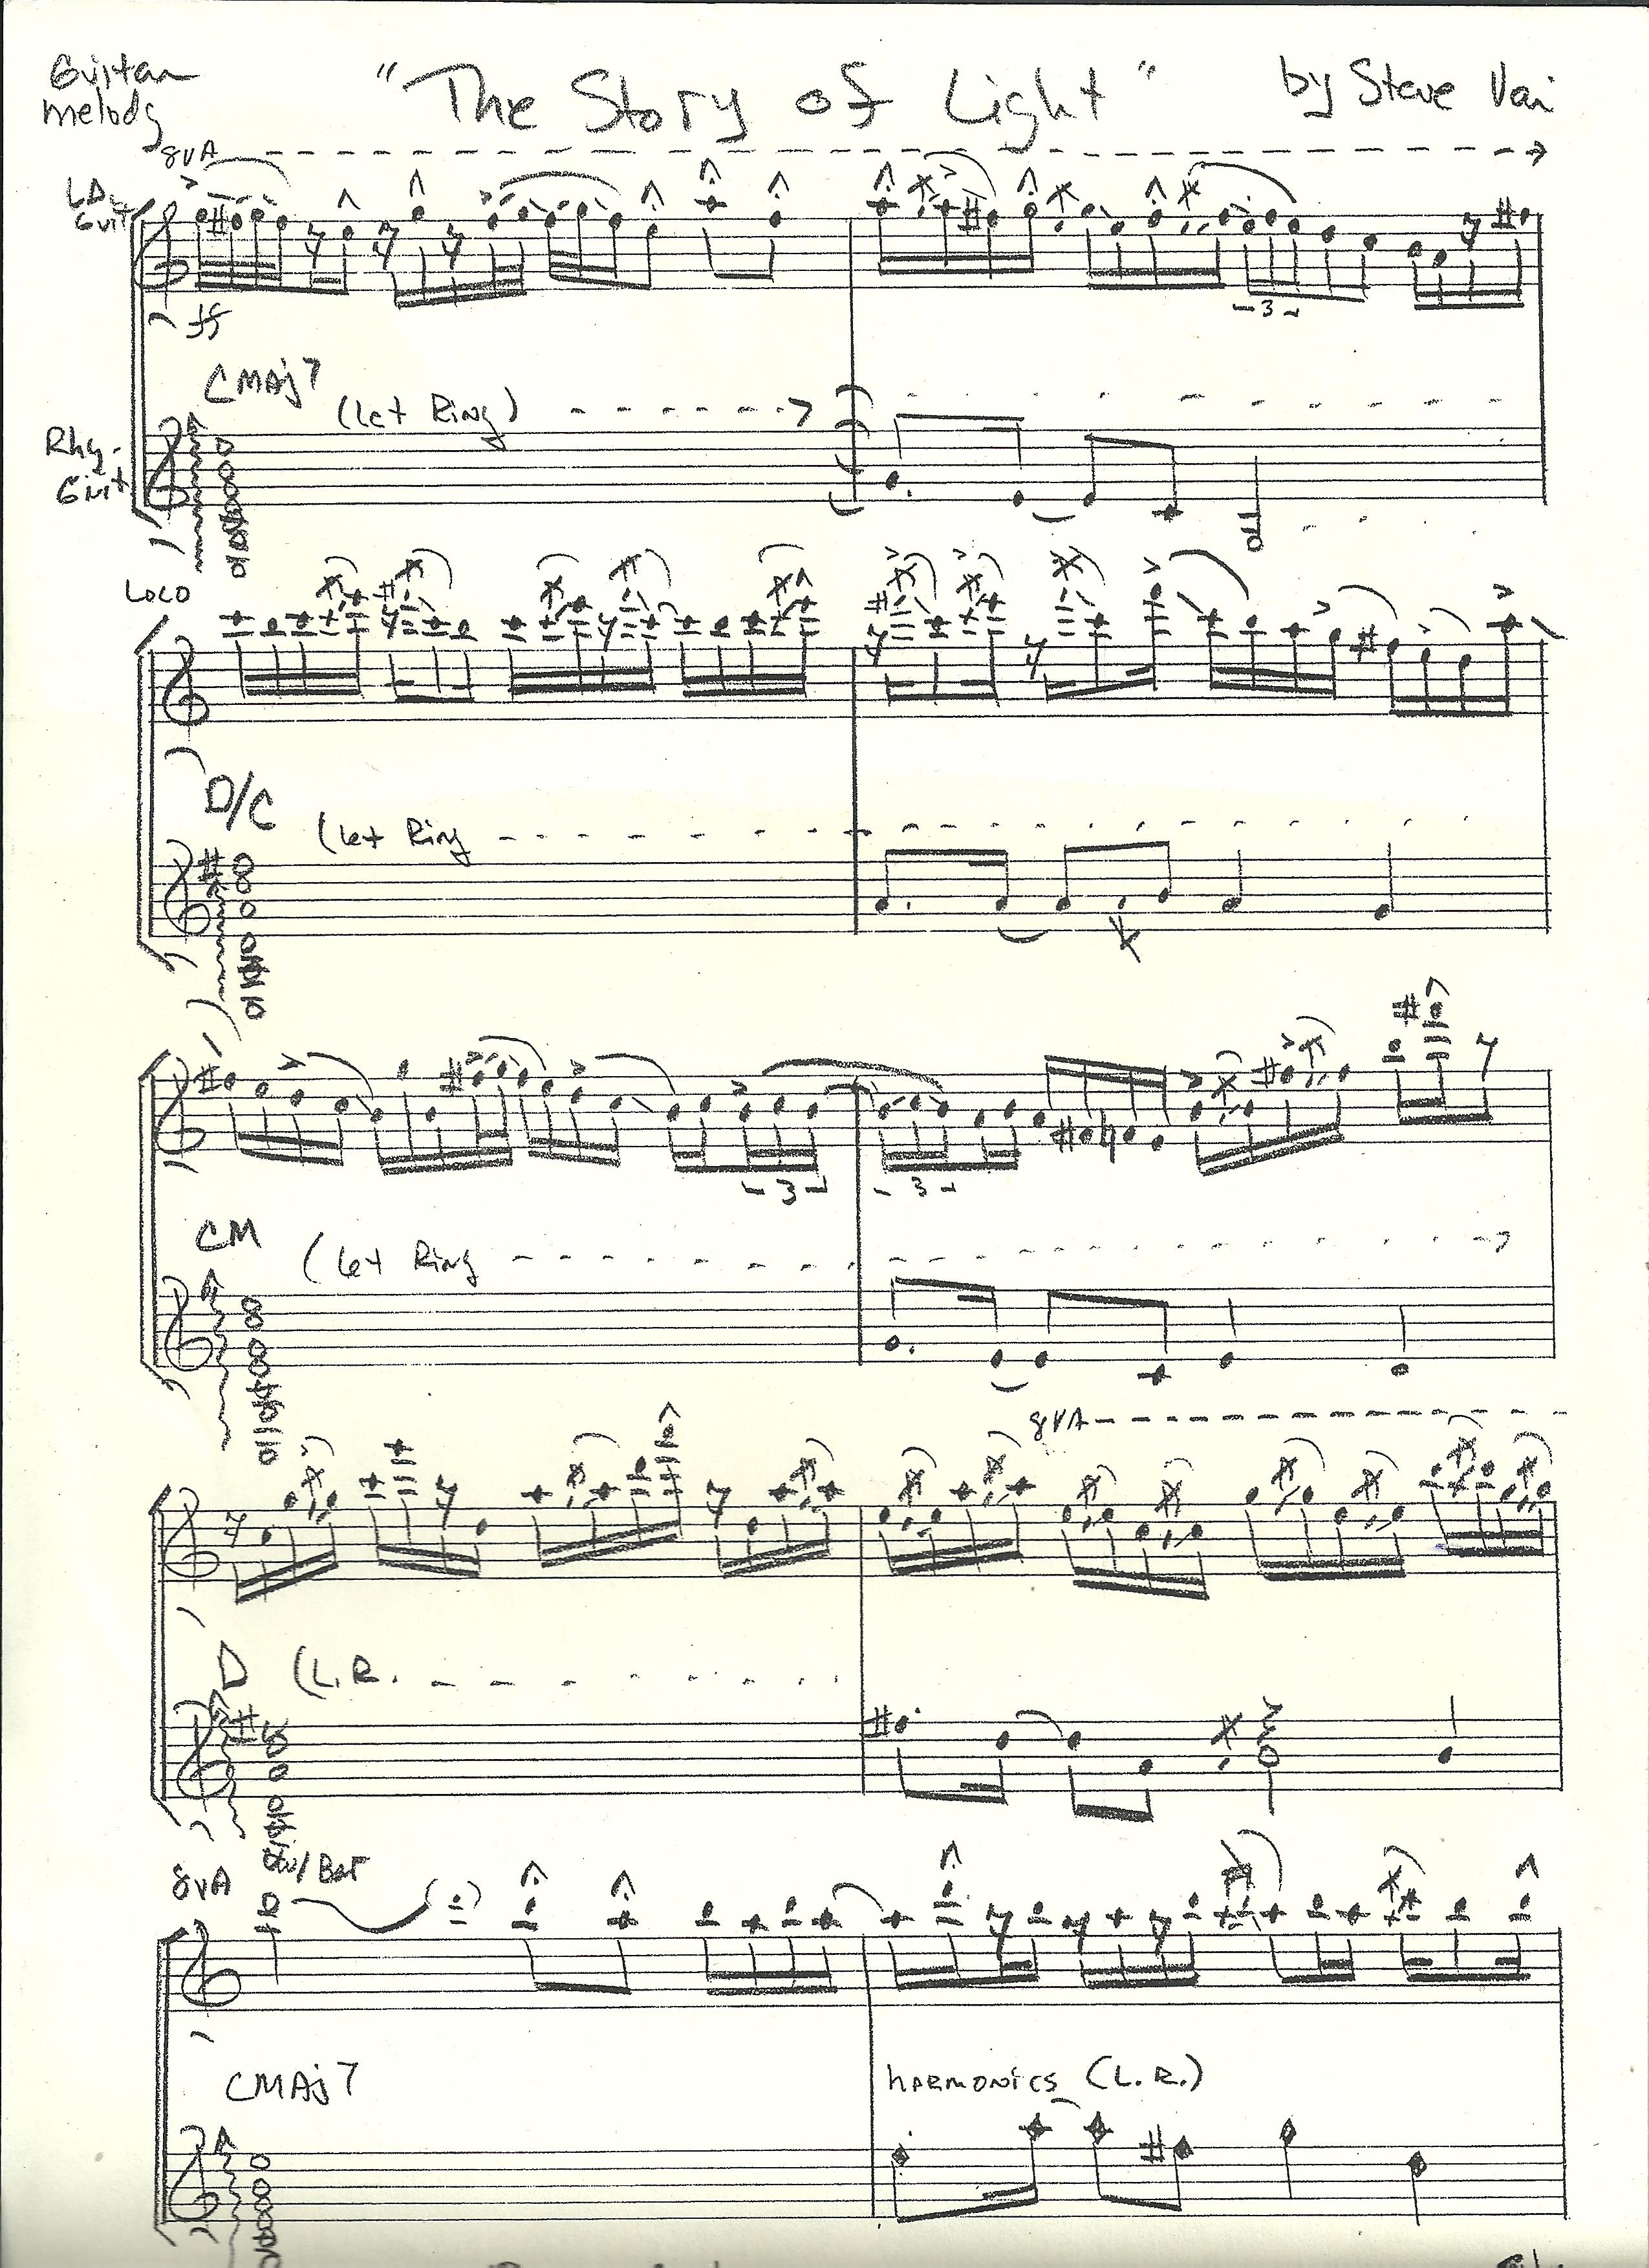 Guitar "The Story of Light" by Steve Vai
melody
8vA
LD.
Guit
ff
3
CMAj7
(Let Ring)
Rhy.
Guit
Loco
D/C
(Let Ring
3 3
CM
(Let Ring
8VA
D (L.R.
8vA w/Bar
CMAj7
HARMONICS (L.R.)